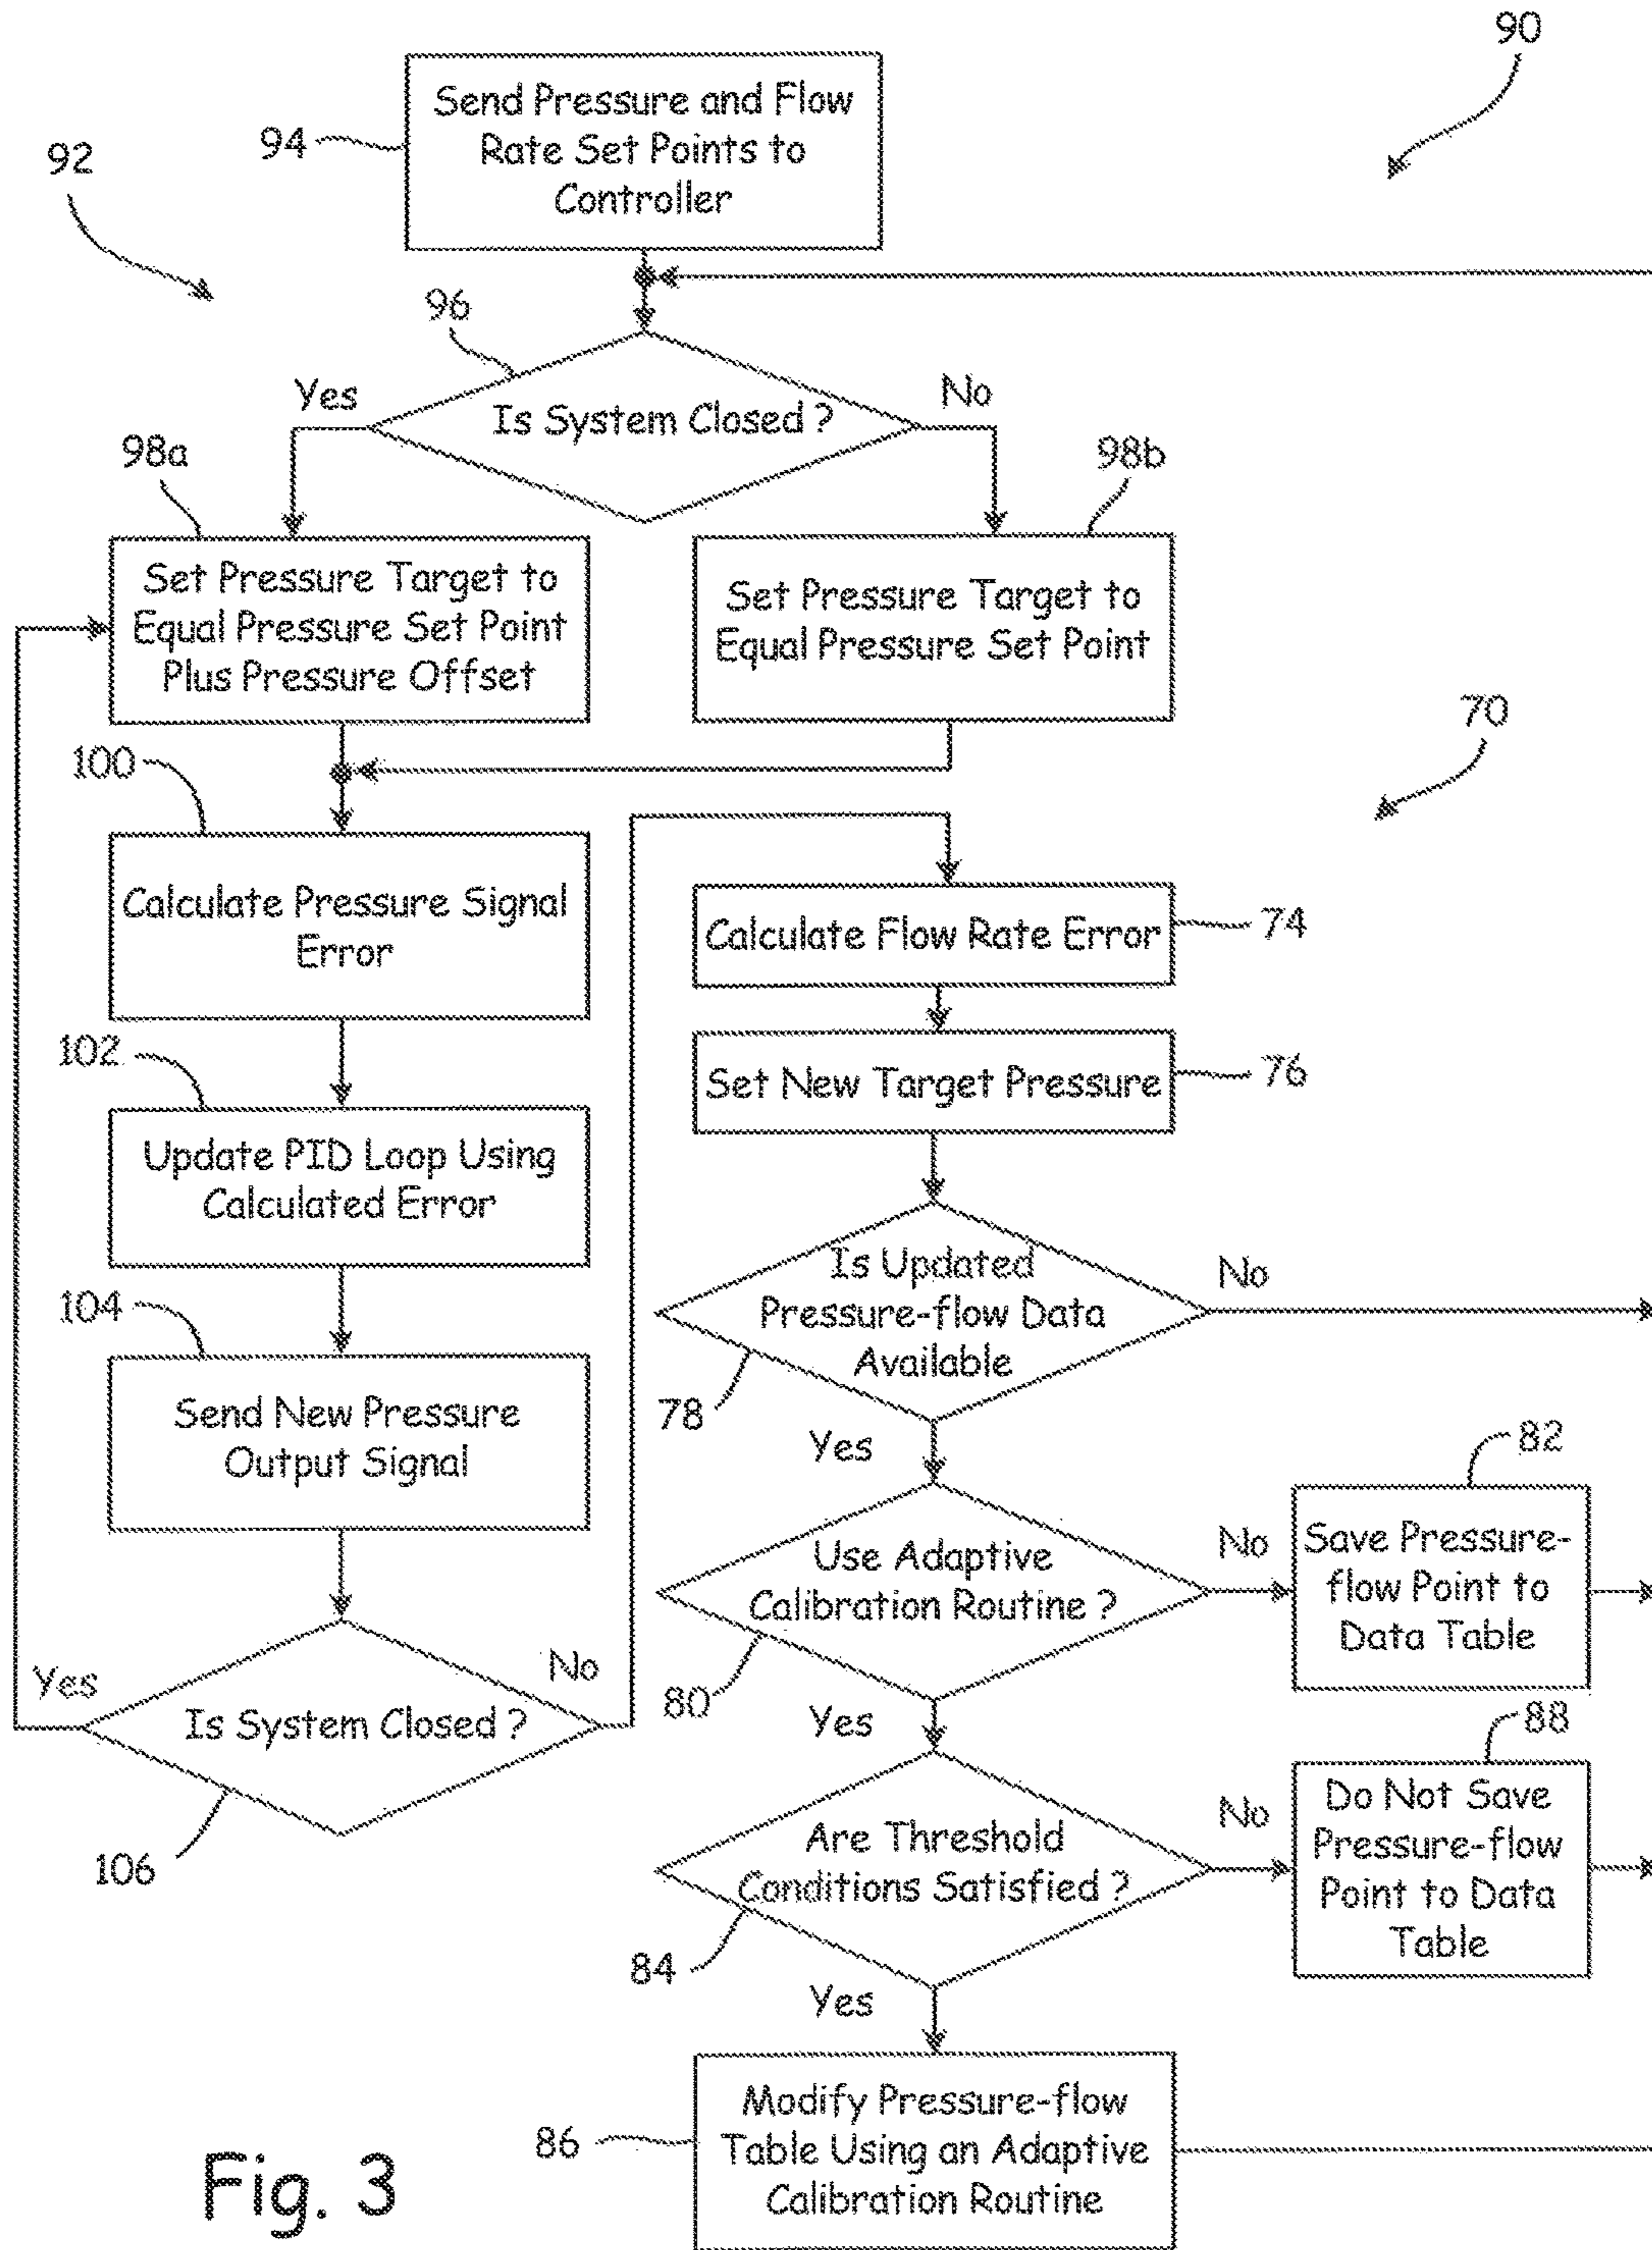 90
Send Pressure and Flow
Rate Set Points to
Controller
94
92
96
Is System Closed ?
Yes
No
98a
98b
Set Pressure Target to
Equal Pressure Set Point
Plus Pressure Offset
Set Pressure Target to
Equal Pressure Set Point
70
100
Calculate Pressure Signal
Error
Calculate Flow Rate Error
74
102
Set New Target Pressure
76
Update PID Loop Using
Calculated Error
Is Updated
Pressure-flow Data
Available
No
78
Yes
104
Send New Pressure
Output Signal
82
Use Adaptive
Calibration Routine ?
No
Save Pressure-
flow Point to
Data Table
80
Yes
Yes
No
Is System Closed ?
106
88
Are Threshold
Conditions Satisfied ?
No
Do Not Save
Pressure-flow
Point to Data
Table
84
Yes
86
Modify Pressure-flow
Table Using an Adaptive
Calibration Routine
Fig. 3